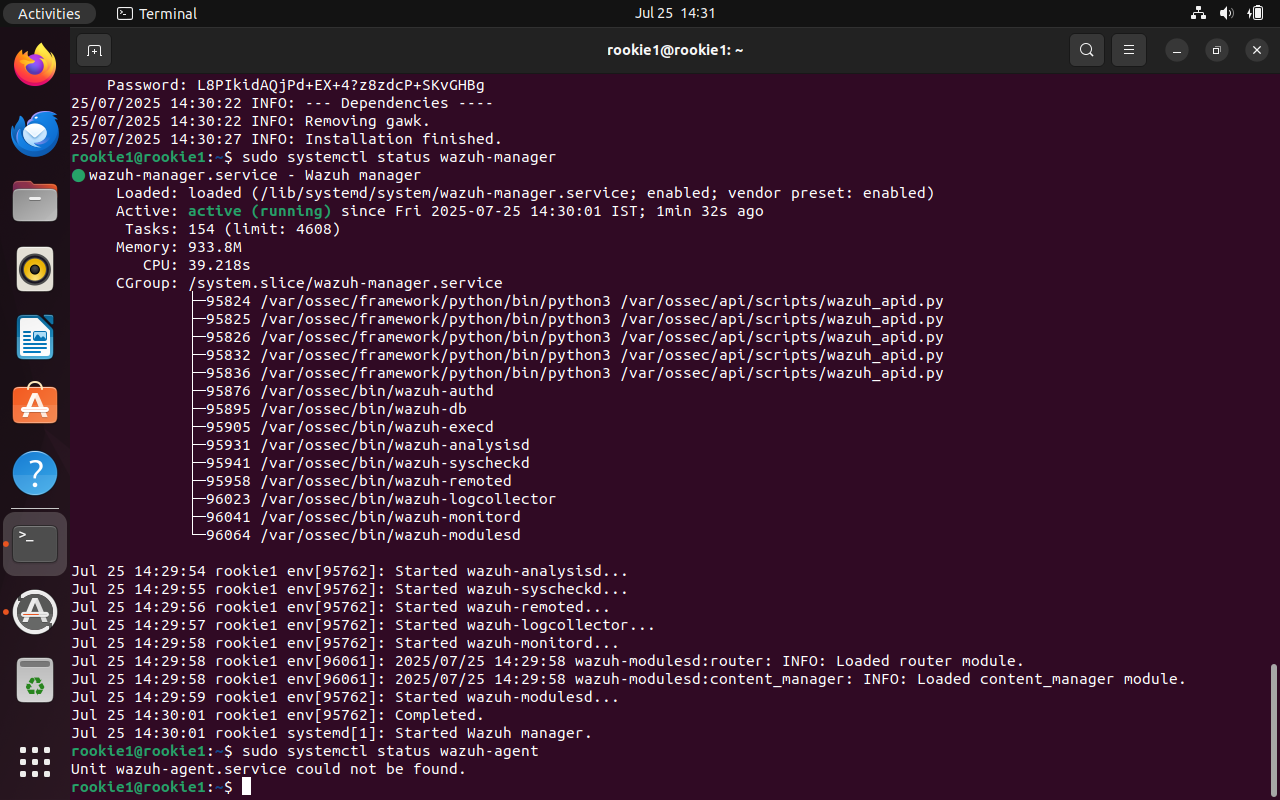 Activities
Terminal
Jul 25 14:31
rookie1@rookie1: ~
Password: L8PIkidAQjPd+EX+4?z8zdcP+SKvGHBg
25/07/2025 14:30:22 INFO: --- Dependencies ----
25/07/2025 14:30:22 INFO: Removing gawk.
25/07/2025 14:30:27 INFO: Installation finished.
rookie1@rookie1:~$ sudo systemctl status wazuh-manager
● wazuh-manager.service - Wazuh manager
Loaded: loaded (/lib/systemd/system/wazuh-manager.service; enabled; vendor preset: enabled)
Active: active (running) since Fri 2025-07-25 14:30:01 IST; 1min 32s ago
Tasks: 154 (limit: 4608)
Memory: 933.8M
CPU: 39.218s
CGroup: /system.slice/wazuh-manager.service
├─95824 /var/ossec/framework/python/bin/python3 /var/ossec/api/scripts/wazuh_apid.py
├─95825 /var/ossec/framework/python/bin/python3 /var/ossec/api/scripts/wazuh_apid.py
├─95826 /var/ossec/framework/python/bin/python3 /var/ossec/api/scripts/wazuh_apid.py
├─95832 /var/ossec/framework/python/bin/python3 /var/ossec/api/scripts/wazuh_apid.py
├─95836 /var/ossec/framework/python/bin/python3 /var/ossec/api/scripts/wazuh_apid.py
├─95876 /var/ossec/bin/wazuh-authd
├─95895 /var/ossec/bin/wazuh-db
├─95905 /var/ossec/bin/wazuh-execd
├─95931 /var/ossec/bin/wazuh-analysisd
├─95941 /var/ossec/bin/wazuh-syscheckd
├─95958 /var/ossec/bin/wazuh-remoted
├─96023 /var/ossec/bin/wazuh-logcollector
├─96041 /var/ossec/bin/wazuh-monitord
└─96064 /var/ossec/bin/wazuh-modulesd
Jul 25 14:29:54 rookie1 env[95762]: Started wazuh-analysisd...
Jul 25 14:29:55 rookie1 env[95762]: Started wazuh-syscheckd...
Jul 25 14:29:56 rookie1 env[95762]: Started wazuh-remoted...
Jul 25 14:29:57 rookie1 env[95762]: Started wazuh-logcollector...
Jul 25 14:29:58 rookie1 env[95762]: Started wazuh-monitord...
Jul 25 14:29:58 rookie1 env[96061]: 2025/07/25 14:29:58 wazuh-modulesd:router: INFO: Loaded router module.
Jul 25 14:29:58 rookie1 env[96061]: 2025/07/25 14:29:58 wazuh-modulesd:content_manager: INFO: Loaded content_manager module.
Jul 25 14:29:59 rookie1 env[95762]: Started wazuh-modulesd...
Jul 25 14:30:01 rookie1 env[95762]: Completed.
Jul 25 14:30:01 rookie1 systemd[1]: Started Wazuh manager.
rookie1@rookie1:~$ sudo systemctl status wazuh-agent
Unit wazuh-agent.service could not be found.
rookie1@rookie1:~$